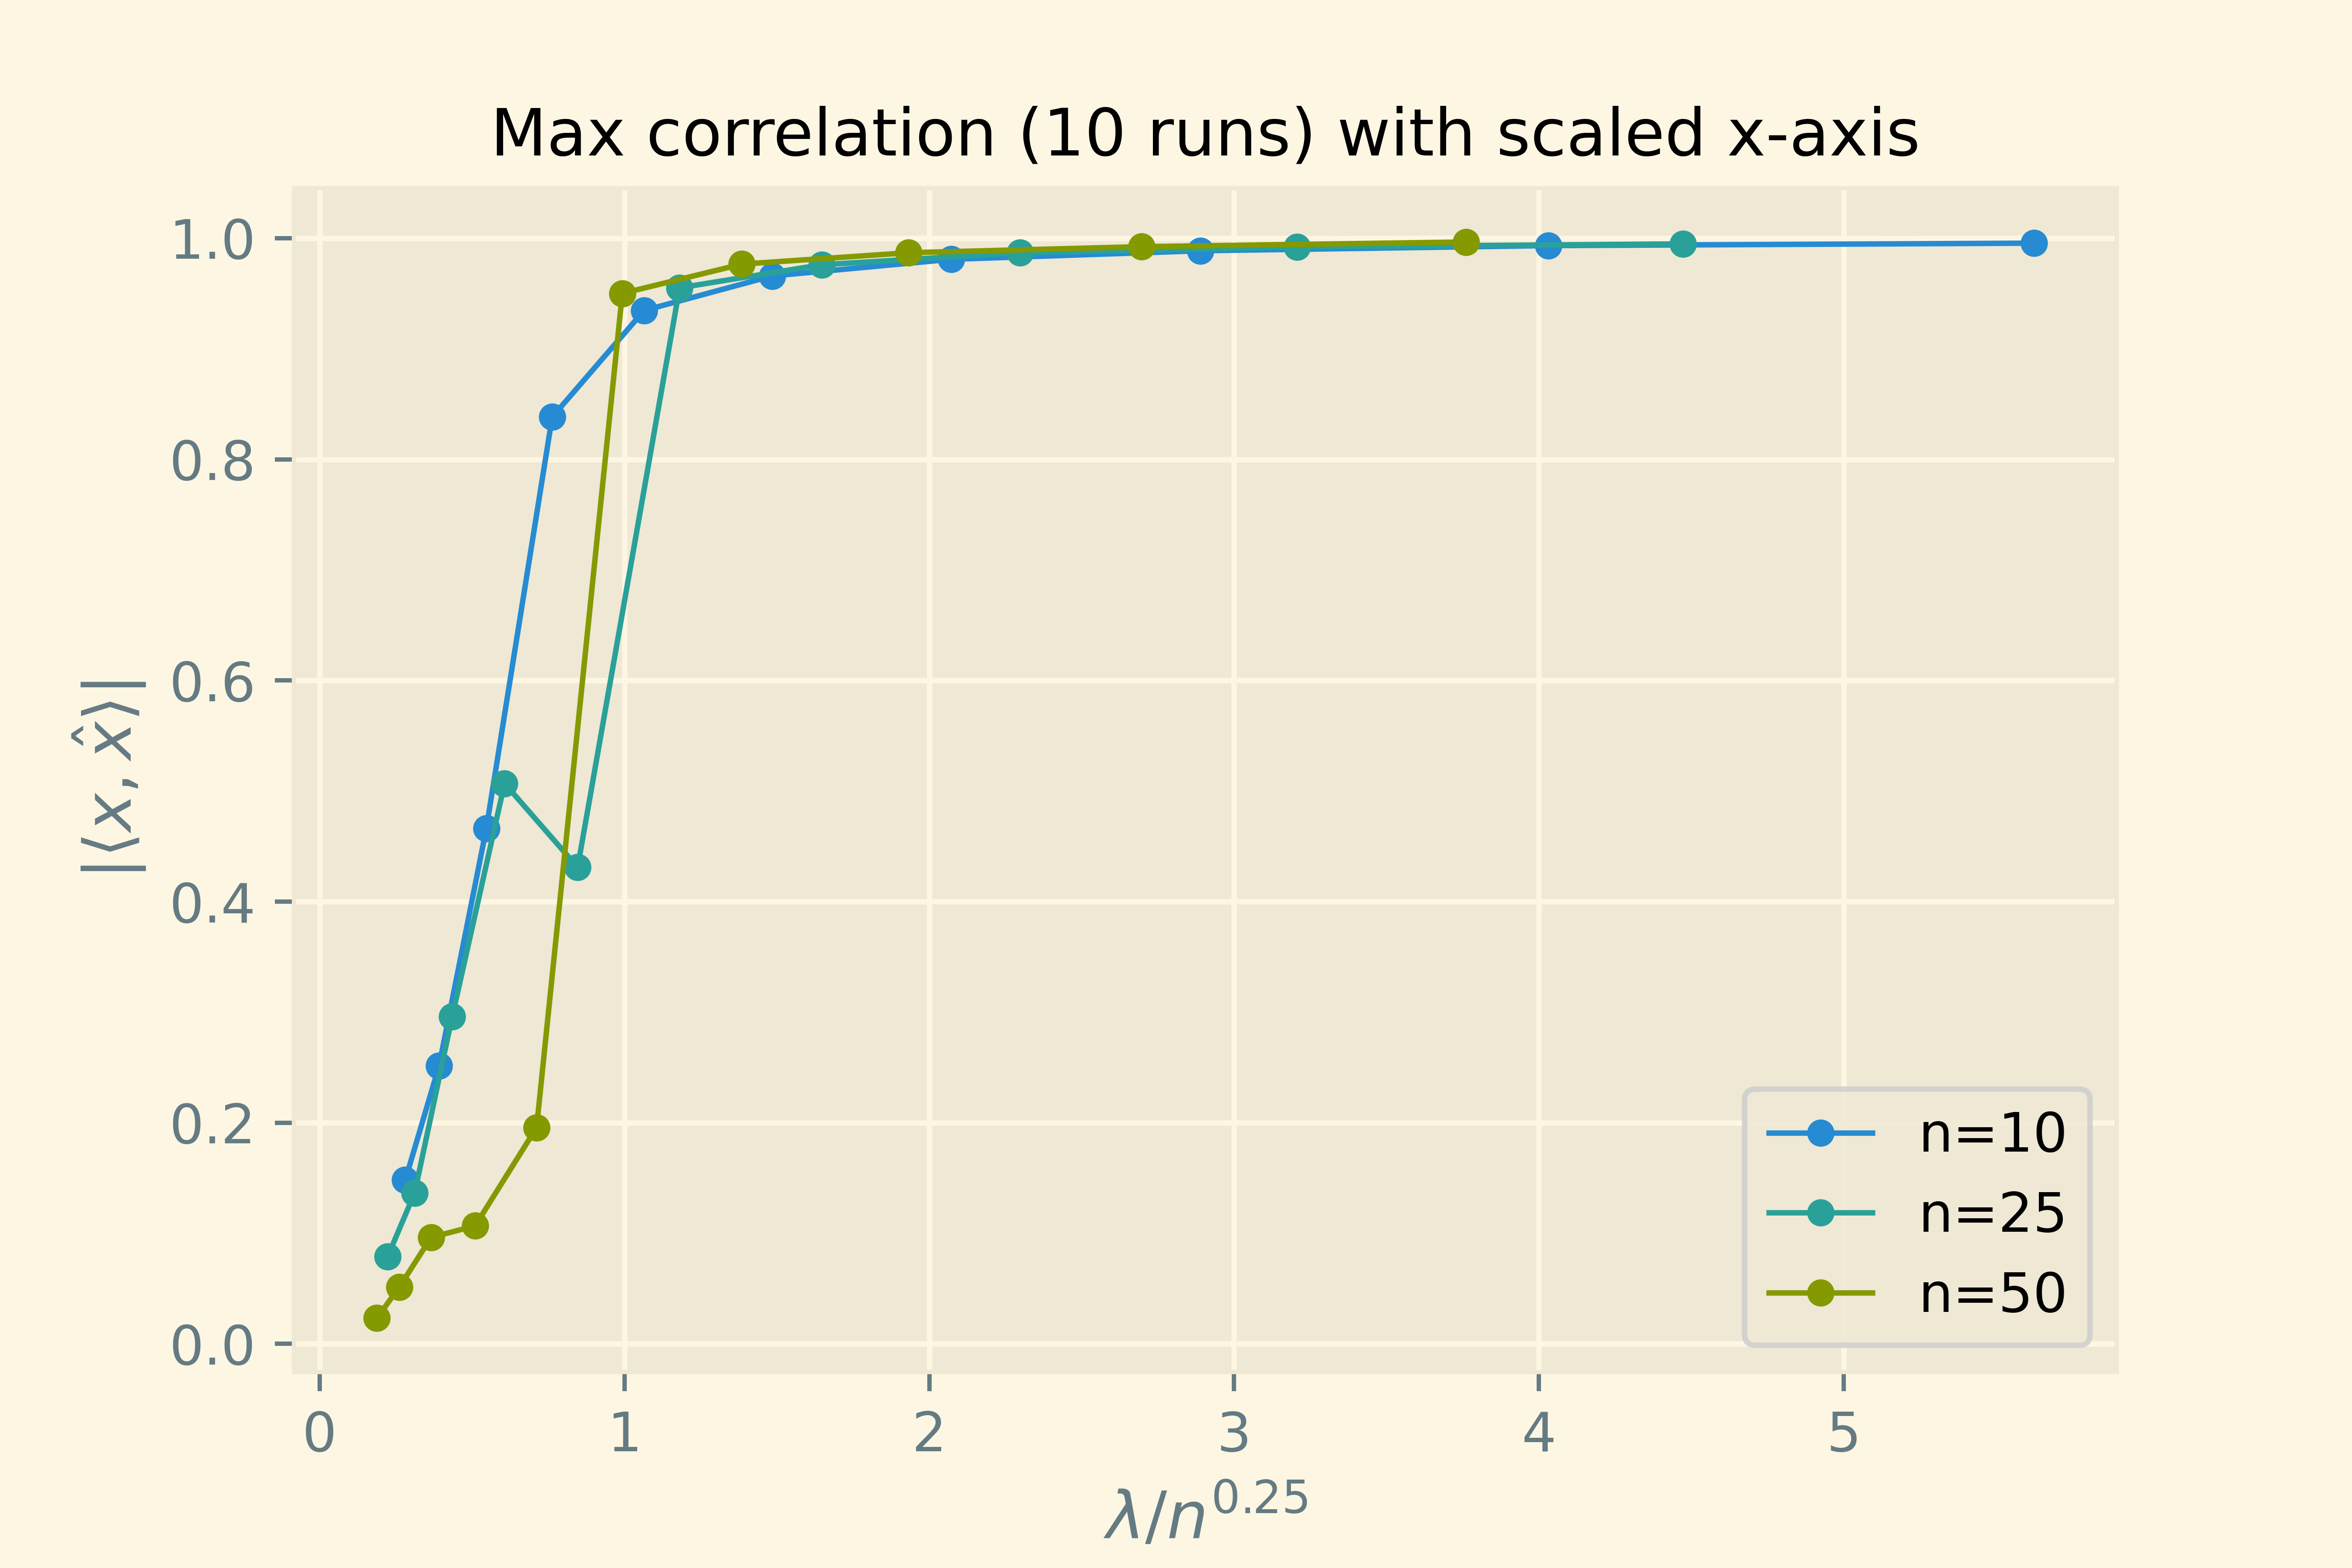 Max correlation (10 runs) with scaled x-axis
|⟨x, x̂⟩|
1.0
0.8
0.6
0.4
0.2
0.0
0 1 2 3 4 5
λ/n^0.25
n=10
n=25
n=50